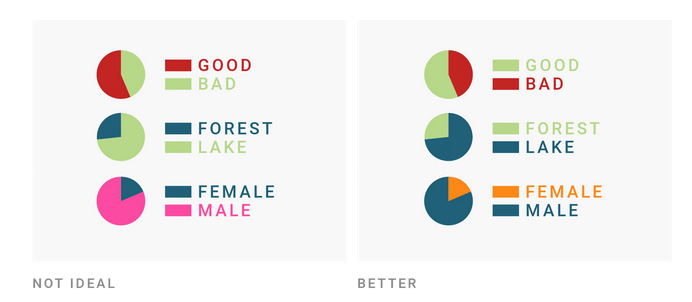 GOOD
BAD
FOREST
LAKE
FEMALE
MALE
NOT IDEAL
GOOD
BAD
FOREST
LAKE
FEMALE
MALE
BETTER